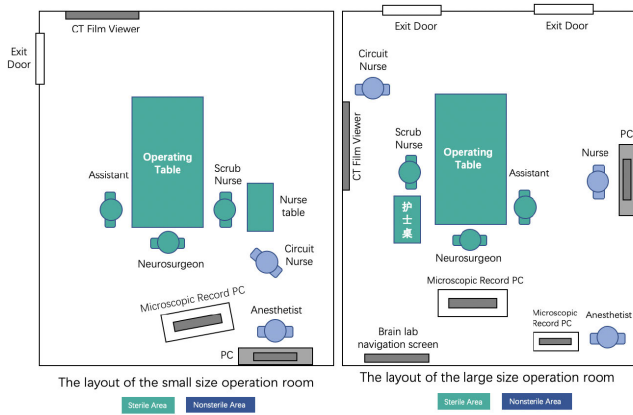 CT Film Viewer
Exit
Door
Operating
Table
Assistant
Scrub
Nurse
Nurse
table
Neurosurgeon
Circuit
Nurse
Microscopic Record PC
Anesthetist
PC
The layout of the small size operation room
Sterile Area
Nonsterile Area
Exit Door
Exit Door
Circuit
Nurse
CT Film Viewer
Scrub
Nurse
Operating
Table
护士桌
Assistant
Nurse
PC
Neurosurgeon
Microscopic Record PC
Microscopic
Record PC
Anesthetist
Brain lab
navigation screen
The layout of the large size operation room
Sterile Area
Nonsterile Area